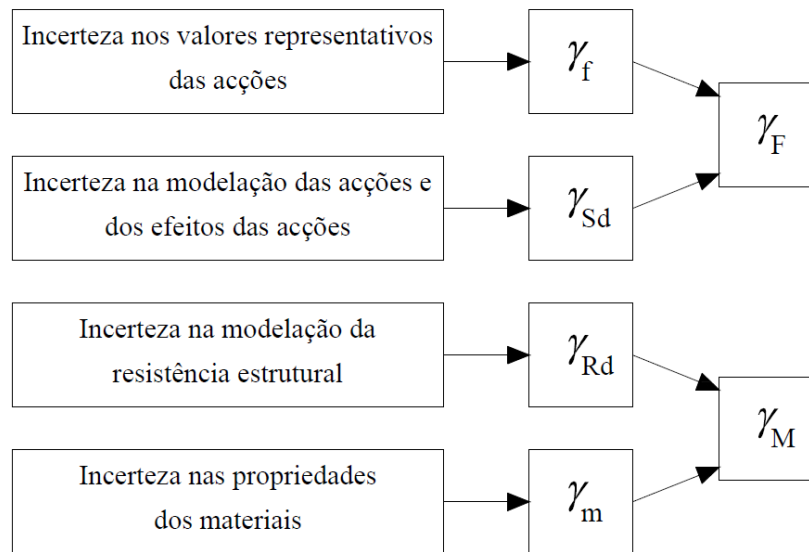 Incerteza nos valores representativos
das acções
γf
γF
Incerteza na modelação das acções e
dos efeitos das acções
γSd
Incerteza na modelação da
resistência estrutural
γRd
γM
Incerteza nas propriedades
dos materiais
γm